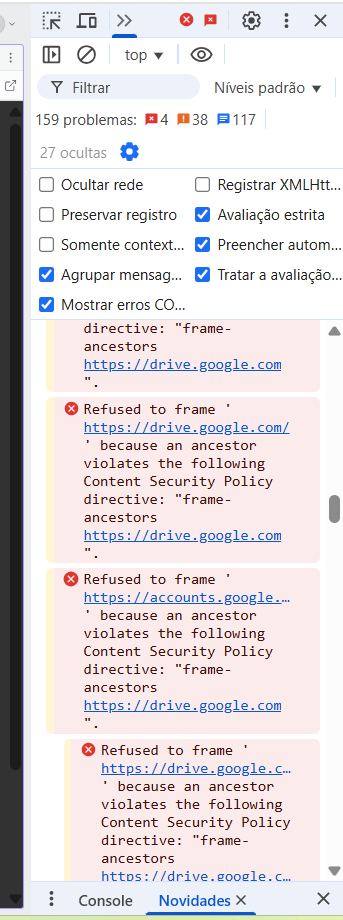 top
Filtrar
Níveis padrão
159 problemas: 4 38 117
27 ocultas
Ocultar rede
Registrar XMLHtt...
Preservar registro
Avaliação estrita
Somente context...
Preencher autom...
Agrupar mensag...
Tratar a avaliação...
Mostrar erros CO...
directive: "frame-
ancestors
https://drive.google.com
".
Refused to frame '
https://drive.google.com/
' because an ancestor
violates the following
Content Security Policy
directive: "frame-
ancestors
https://drive.google.com
".
Refused to frame '
https://accounts.google.…
' because an ancestor
violates the following
Content Security Policy
directive: "frame-
ancestors
https://drive.google.com
".
Refused to frame '
https://drive.google.c…
' because an ancestor
violates the following
Content Security Policy
directive: "frame-
ancestors
https://drive.google.com
Console
Novidades